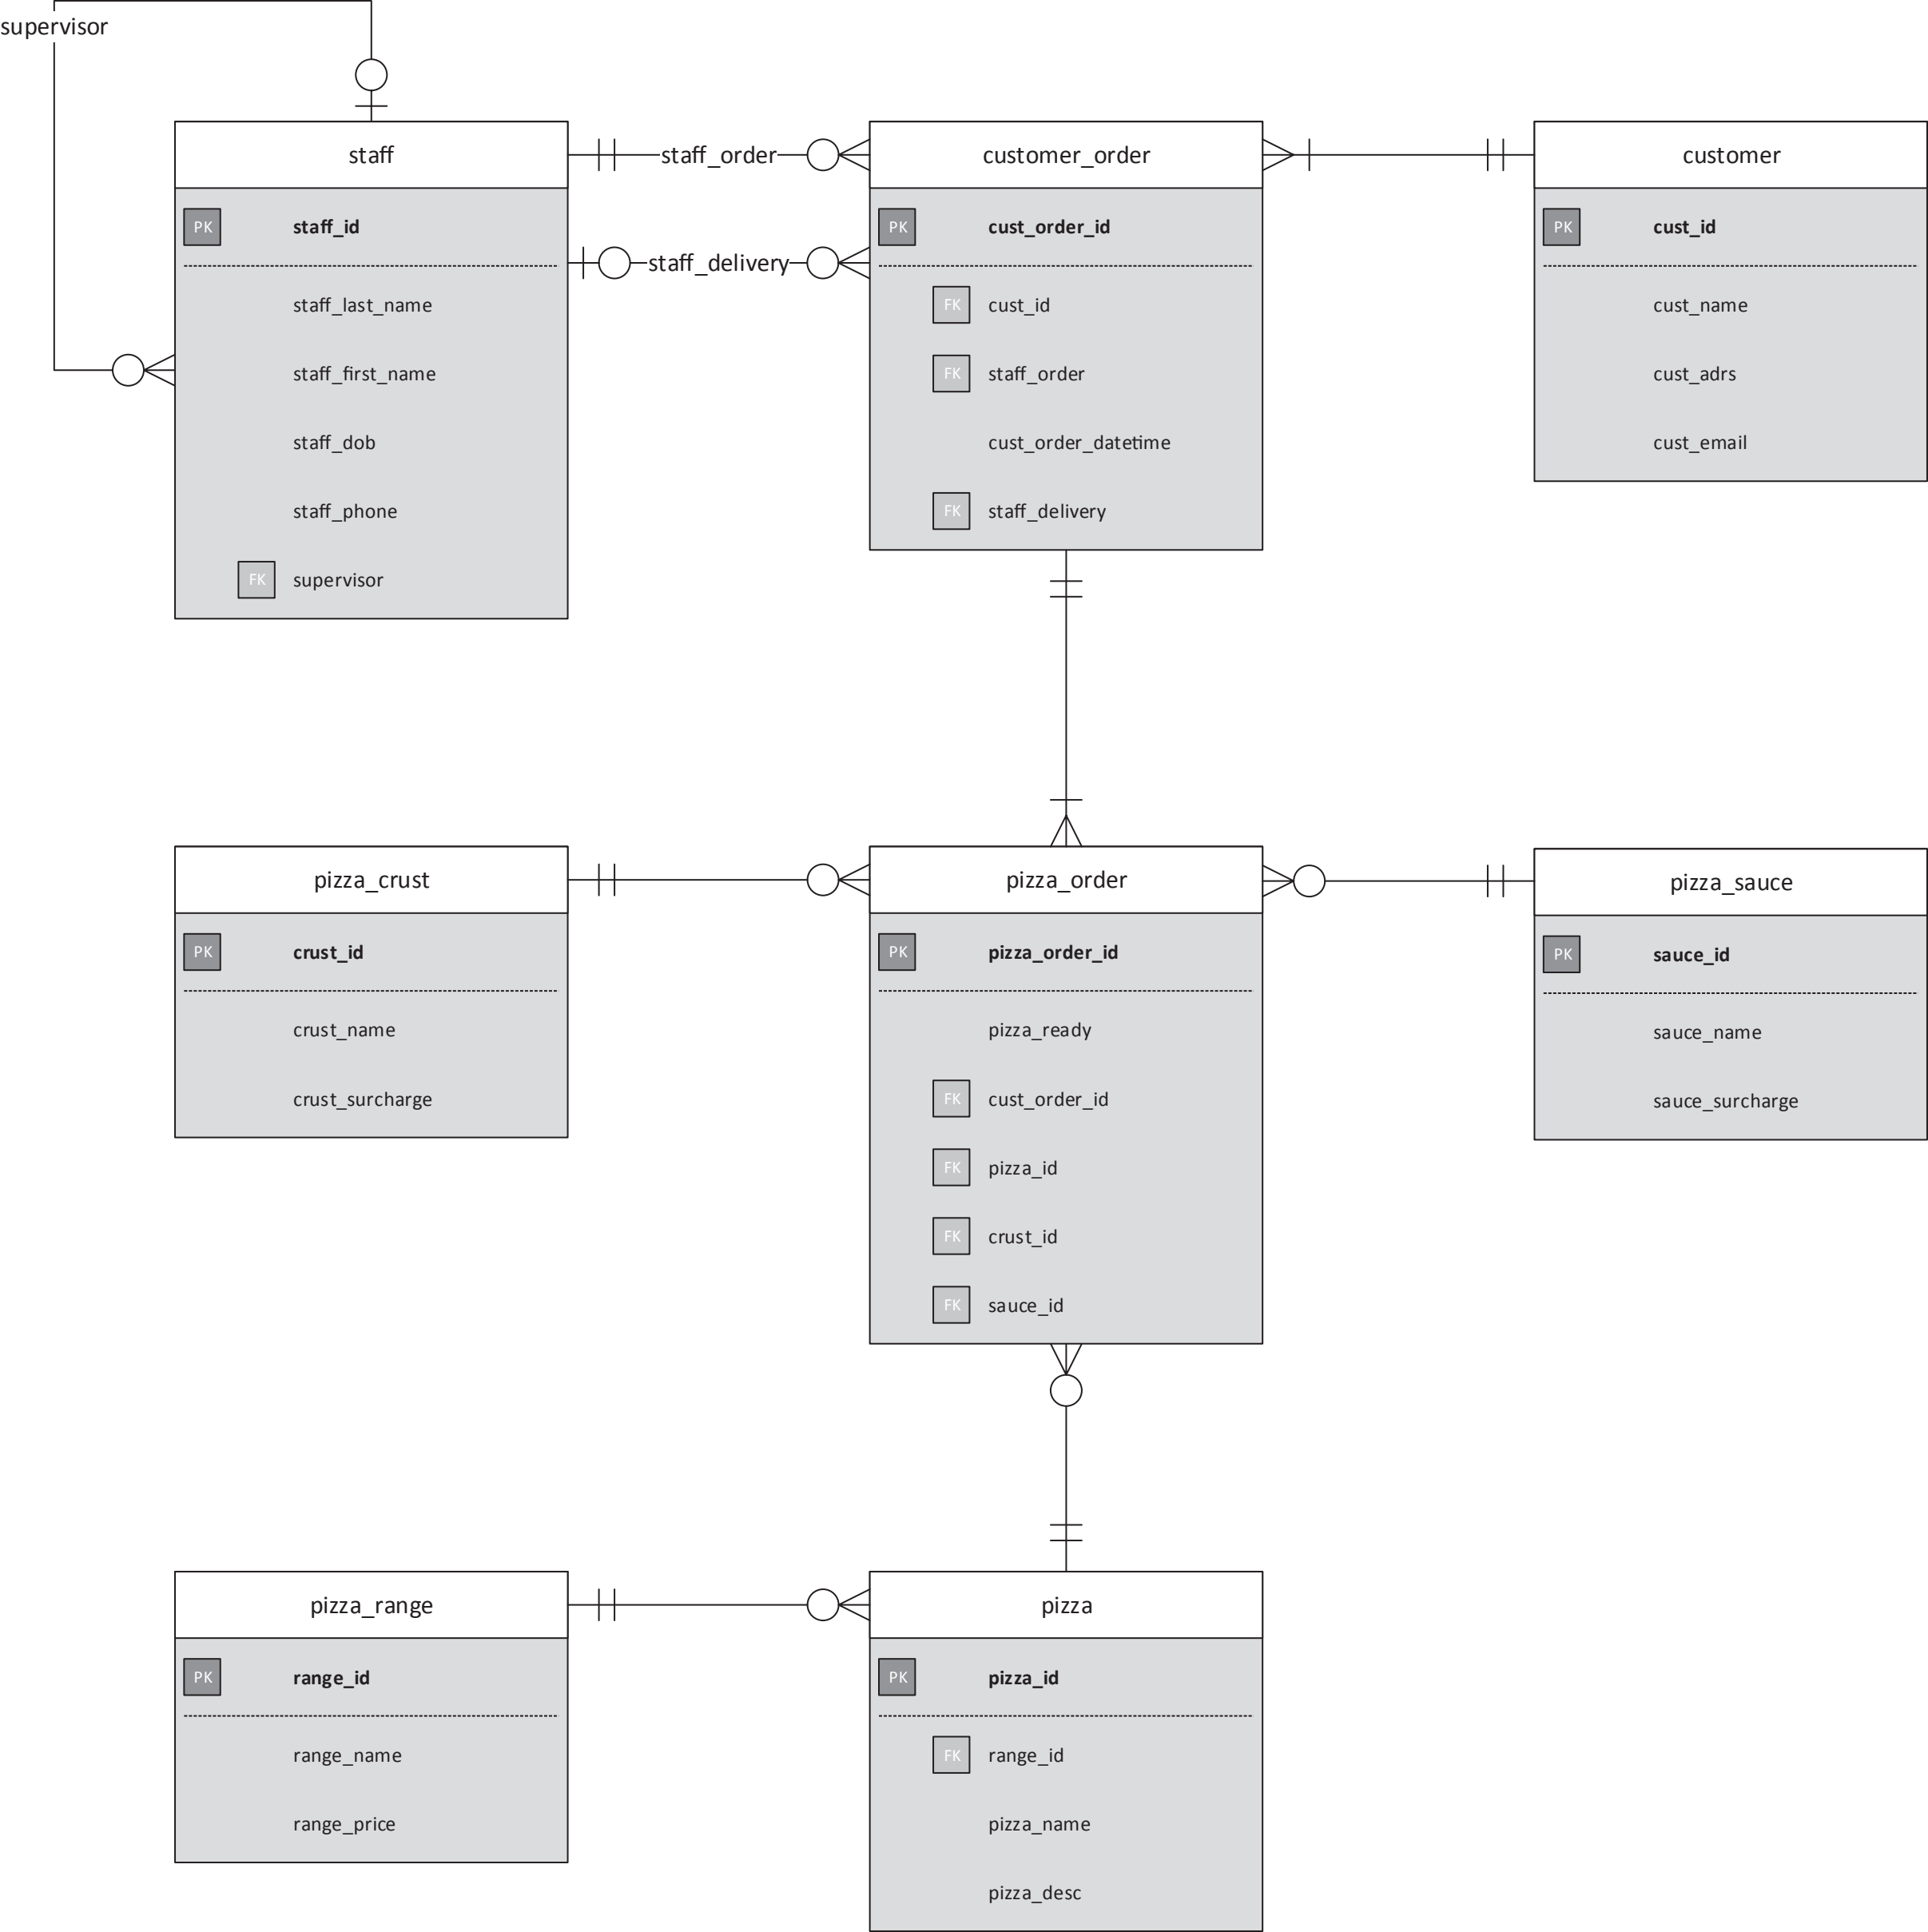 supervisor
staff
PK staff_id
staff_last_name
staff_first_name
staff_dob
staff_phone
FK supervisor
staff_order
staff_delivery
customer_order
PK cust_order_id
FK cust_id
FK staff_order
cust_order_datetime
FK staff_delivery
customer
PK cust_id
cust_name
cust_adrs
cust_email
pizza_crust
PK crust_id
crust_name
crust_surcharge
pizza_order
PK pizza_order_id
pizza_ready
FK cust_order_id
FK pizza_id
FK crust_id
FK sauce_id
pizza_sauce
PK sauce_id
sauce_name
sauce_surcharge
pizza_range
PK range_id
range_name
range_price
pizza
PK pizza_id
FK range_id
pizza_name
pizza_desc